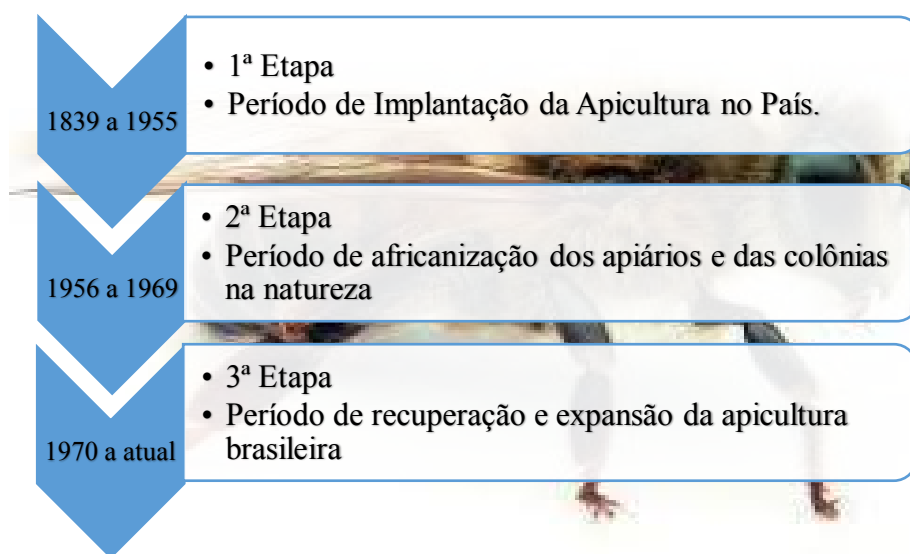 1839 a 1955
• 1ª Etapa
• Período de Implantação da Apicultura no País.
1956 a 1969
• 2ª Etapa
• Período de africanização dos apiários e das colônias
na natureza
1970 a atual
• 3ª Etapa
• Período de recuperação e expansão da apicultura
brasileira